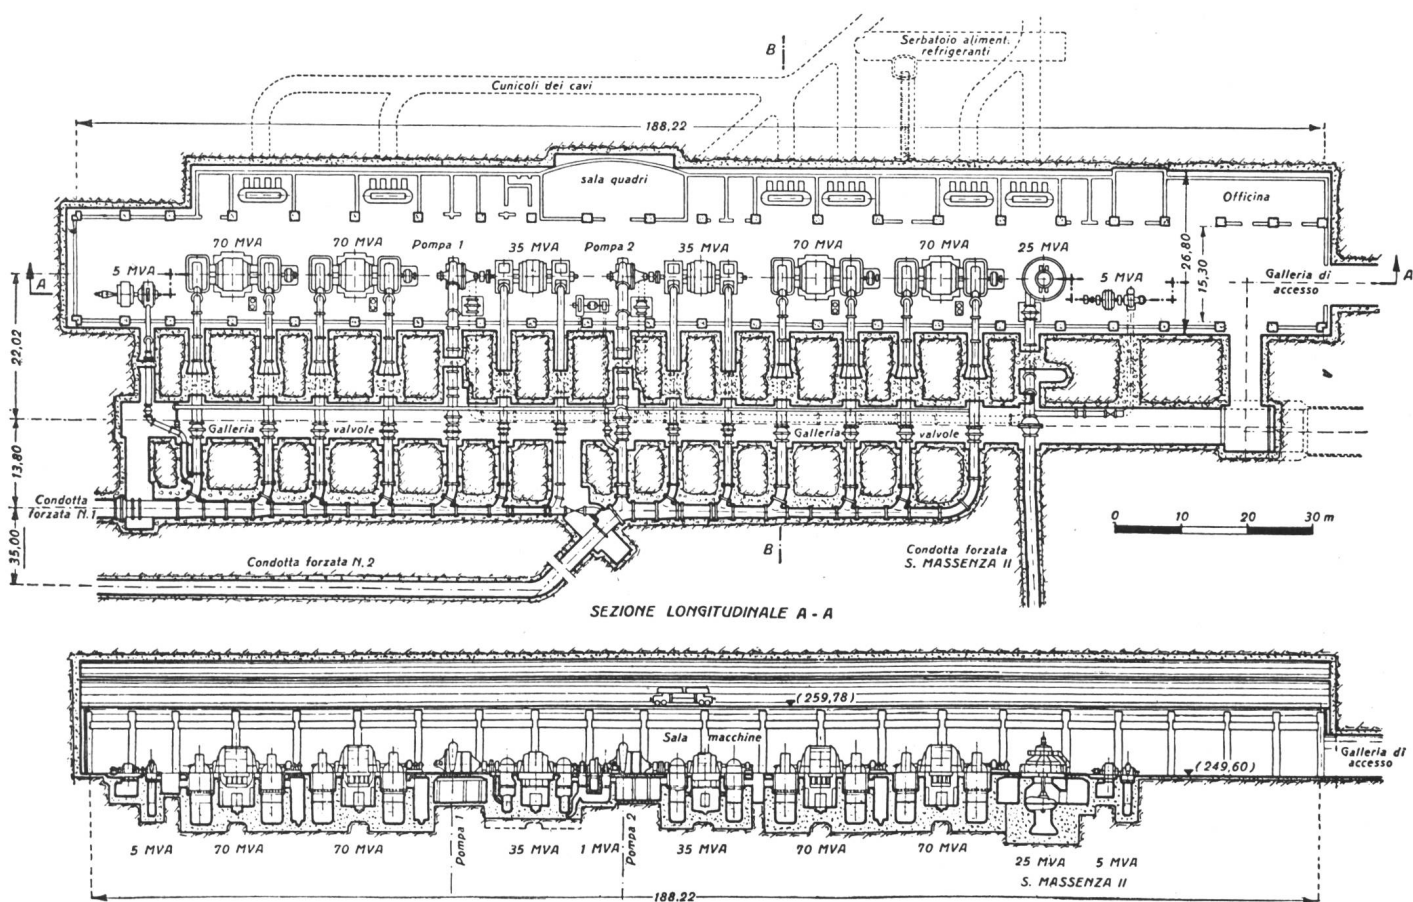 B
Serbatoio aliment.
refrigeranti
Cunicoli dei cavi
188,22
sala quadri
Officina
70 MVA
70 MVA
Pompa 1
35 MVA
Pompa 2
35 MVA
70 MVA
70 MVA
25 MVA
5 MVA
5 MVA
26,80
15,30
Galleria di
accesso
A
A
22,02
13,80
35,00
Galleria
valvole
Galleria
valvole
Condotta
forzata N.1
Condotta forzata N.2
B
Condotta forzata
S. MASSENZA II
0 10 20 30 m
SEZIONE LONGITUDINALE A - A
(259,78)
Sala macchine
(249,60)
Galleria di
accesso
5 MVA
70 MVA
70 MVA
Pompa 1
35 MVA
1 MVA
Pompa 2
35 MVA
70 MVA
70 MVA
25 MVA
5 MVA
S. MASSENZA II
188,22